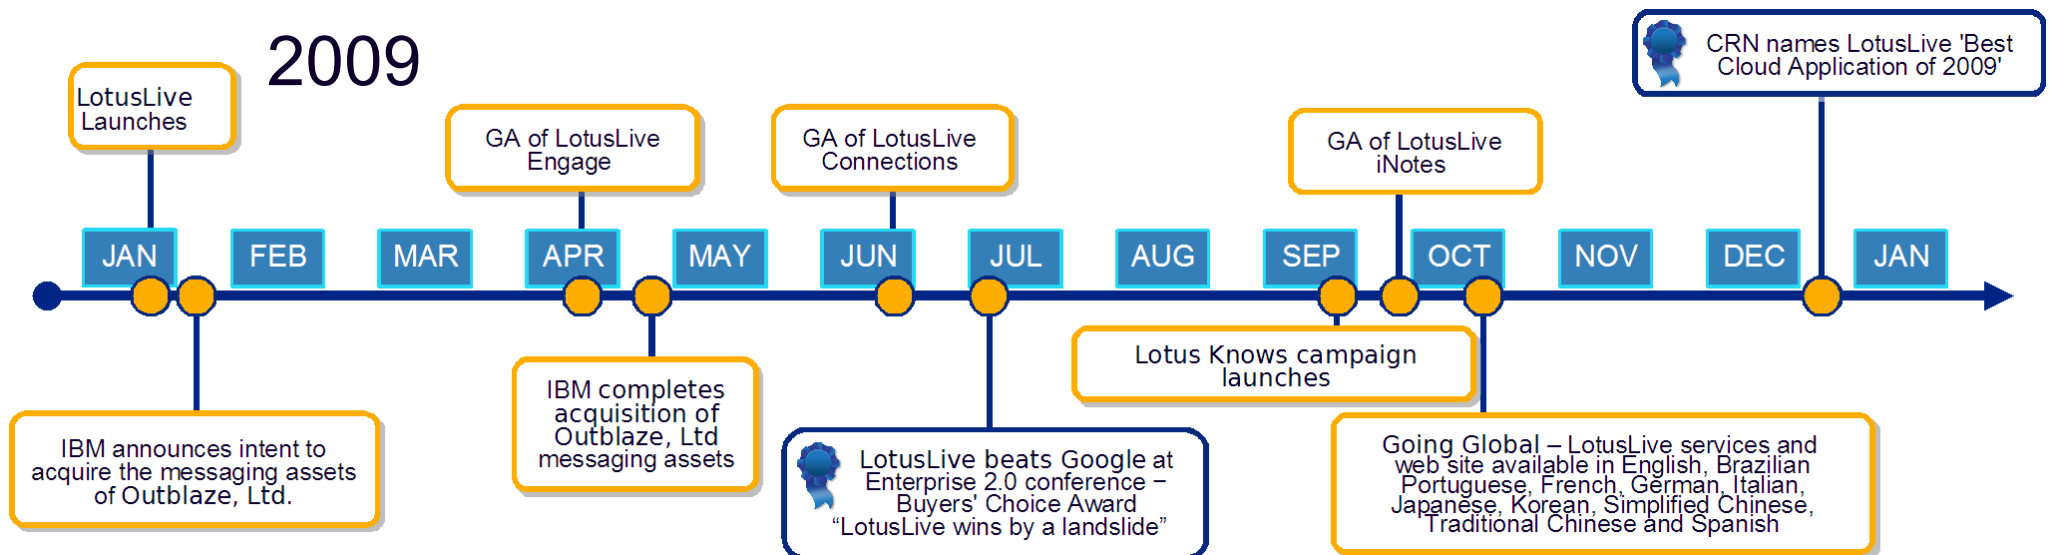 2009
LotusLive
Launches
GA of LotusLive
Engage
GA of LotusLive
Connections
GA of LotusLive
iNotes
CRN names LotusLive 'Best
Cloud Application of 2009'
JAN
FEB
MAR
APR
MAY
JUN
JUL
AUG
SEP
OCT
NOV
DEC
JAN
IBM announces intent to
acquire the messaging assets
of Outblaze, Ltd.
IBM completes
acquisition of
Outblaze, Ltd
messaging assets
LotusLive beats Google at
Enterprise 2.0 conference –
Buyers' Choice Award
“LotusLive wins by a landslide”
Lotus Knows campaign
launches
Going Global – LotusLive services and
web site available in English, Brazilian
Portuguese, French, German, Italian,
Japanese, Korean, Simplified Chinese,
Traditional Chinese and Spanish